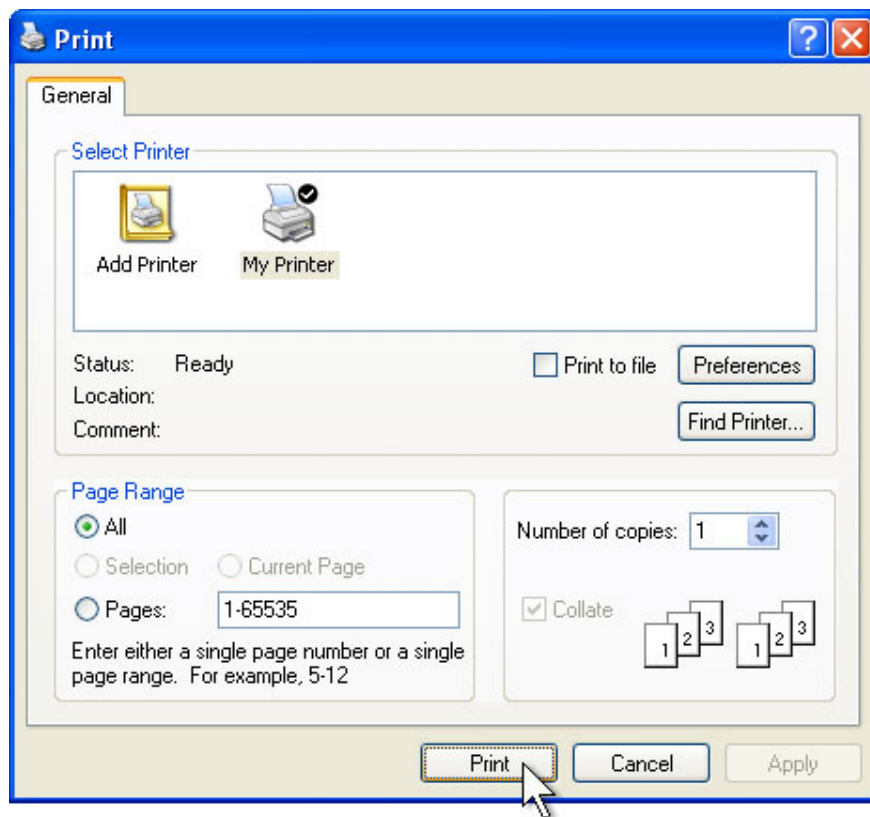 Print
General
Select Printer
Add Printer My Printer
Status: Ready
Print to file Preferences
Location:
Comment:
Find Printer...
Page Range
All
Selection Current Page
Pages: 1-65535
Enter either a single page number or a single
page range. For example, 5-12
Number of copies: 1
Collate
1 2 3 1 2 3
Print Cancel Apply